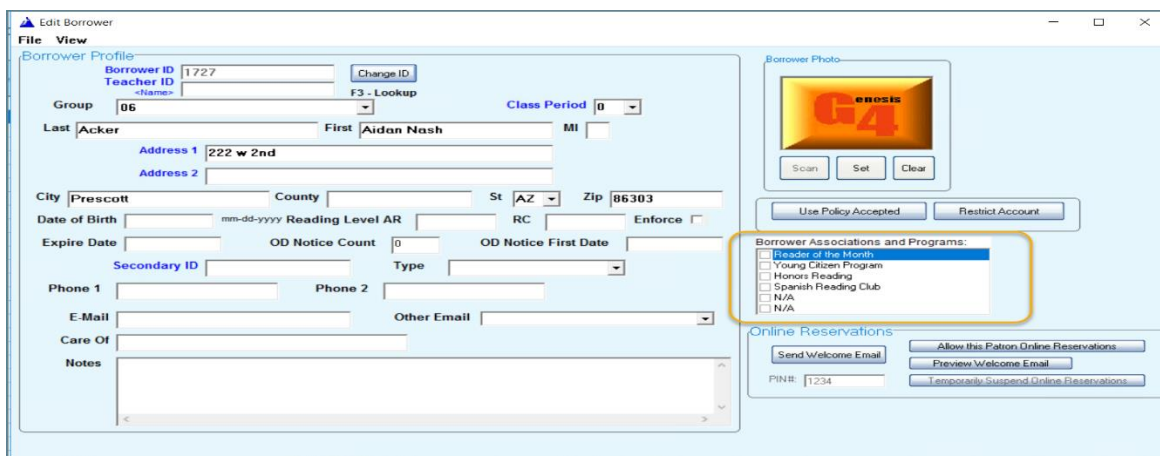 Edit Borrower
File View
Borrower Profile
Borrower ID 1727 Change ID
Teacher ID
<Name> F3 - Lookup
Group 06 Class Period 0
Last Acker First Aidan Nash MI
Address 1 222 w 2nd
Address 2
City Prescott County St AZ Zip 86303
Date of Birth mm-dd-yyyy Reading Level AR RC Enforce
Expire Date OD Notice Count 0 OD Notice First Date
Secondary ID Type
Phone 1 Phone 2
E-Mail Other Email
Care Of
Notes
Borrower Photo
Genesis
G4
Scan Set Clear
Use Policy Accepted Restrict Account
Borrower Associations and Programs:
Reader of the Month
Young Citizen Program
Honors Reading
Spanish Reading Club
N/A
N/A
Online Reservations
Send Welcome Email Allow this Patron Online Reservations
Preview Welcome Email
PIN#: 1234 Temporarily Suspend Online Reservations